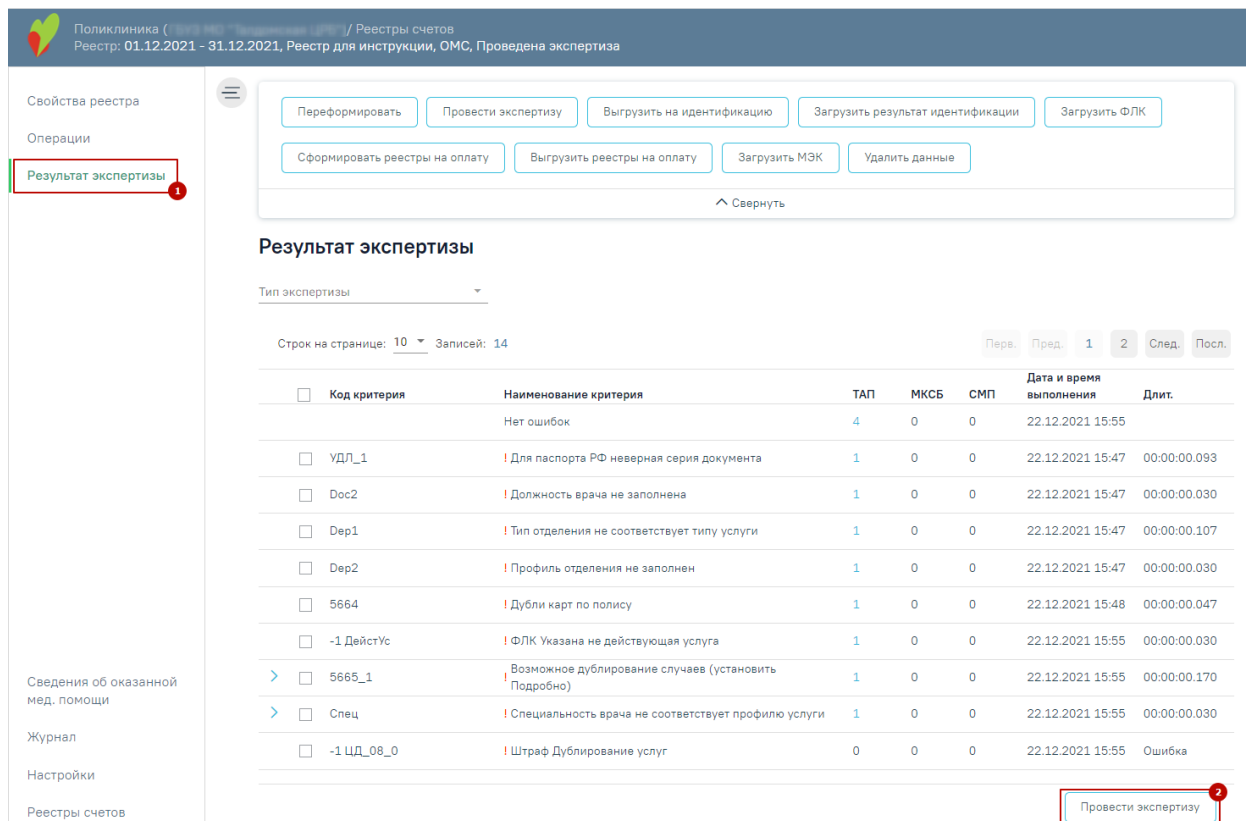 Поликлиника ( )/ Реестры счетов
Реестр: 01.12.2021 - 31.12.2021, Реестр для инструкции, ОМС, Проведена экспертиза
Свойства реестра
Операции
Результат экспертизы
1
Переформировать Провести экспертизу Выгрузить на идентификацию Загрузить результат идентификации Загрузить ФЛК
Сформировать реестры на оплату Выгрузить реестры на оплату Загрузить МЭК Удалить данные
Свернуть
Результат экспертизы
Тип экспертизы
Строк на странице: 10 Записей: 14
Перв. Пред. 1 2 След. Посл.
Код критерия Наименование критерия ТАП МКСБ СМП Дата и время выполнения Длит.
Нет ошибок 4 0 0 22.12.2021 15:55
УДЛ_1 ! Для паспорта РФ неверная серия документа 1 0 0 22.12.2021 15:47 00:00:00.093
Doc2 ! Должность врача не заполнена 1 0 0 22.12.2021 15:47 00:00:00.030
Dep1 ! Тип отделения не соответствует типу услуги 1 0 0 22.12.2021 15:47 00:00:00.107
Dep2 ! Профиль отделения не заполнен 1 0 0 22.12.2021 15:47 00:00:00.030
5664 ! Дубли карт по полису 1 0 0 22.12.2021 15:48 00:00:00.047
-1 ДейстУс ! ФЛК Указана не действующая услуга 1 0 0 22.12.2021 15:55 00:00:00.030
5665_1 ! Возможное дублирование случаев (установить Подробно) 1 0 0 22.12.2021 15:55 00:00:00.170
Спец ! Специальность врача не соответствует профилю услуги 1 0 0 22.12.2021 15:55 00:00:00.030
-1 ЦД_08_0 ! Штраф Дублирование услуг 0 0 0 22.12.2021 15:55 Ошибка
Сведения об оказанной
мед. помощи
Журнал
Настройки
Реестры счетов
2
Провести экспертизу